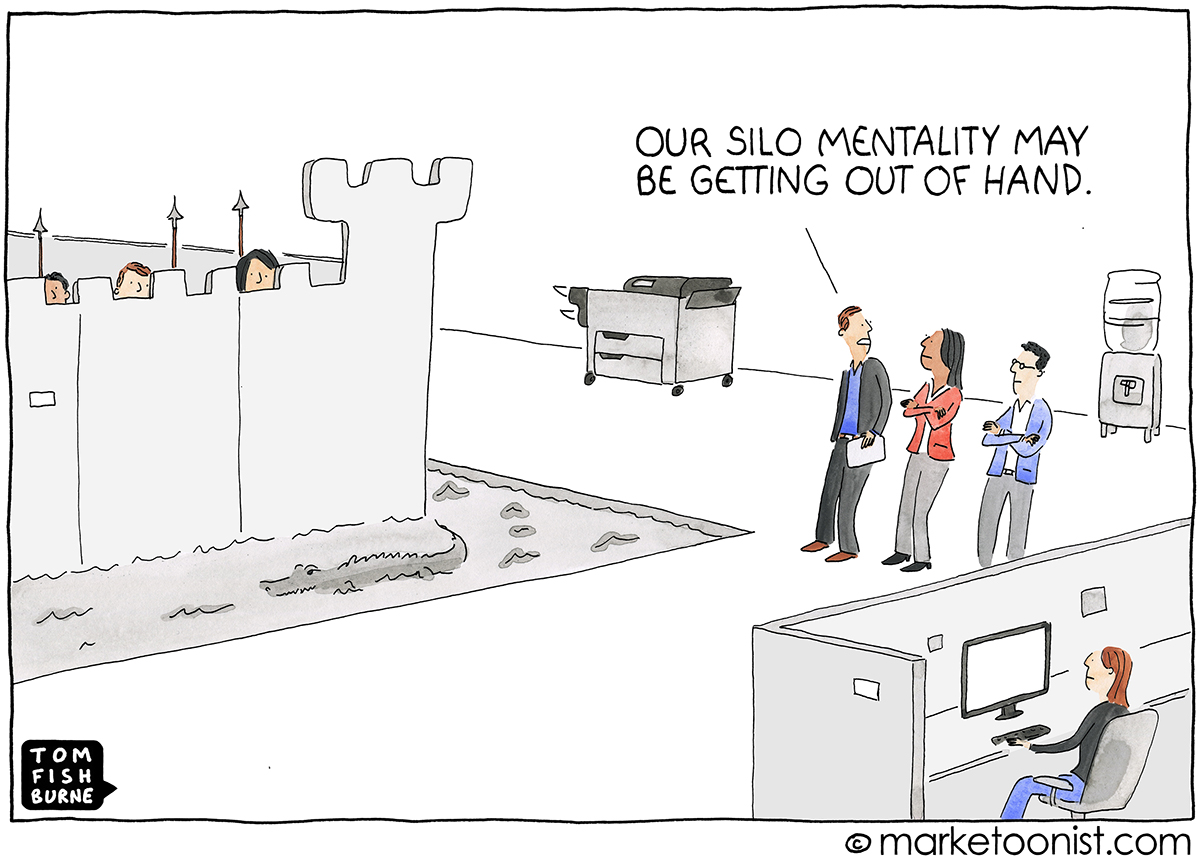 OUR SILO MENTALITY MAY
BE GETTING OUT OF HAND.
TOM
FISH
BURNE
© marketoonist.com